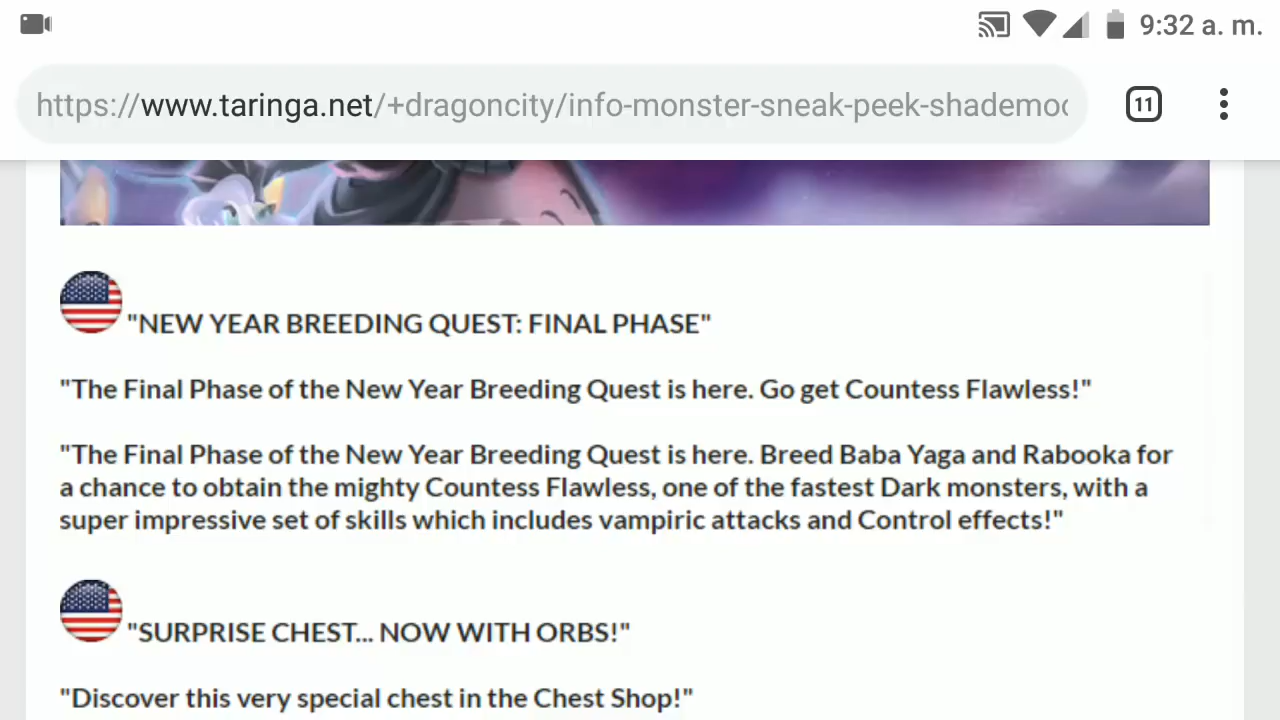 9:32 a. m.
https://www.taringa.net/+dragoncity/info-monster-sneak-peek-shademoc
11
"NEW YEAR BREEDING QUEST: FINAL PHASE"
"The Final Phase of the New Year Breeding Quest is here. Go get Countess Flawless!"
"The Final Phase of the New Year Breeding Quest is here. Breed Baba Yaga and Rabooka for
a chance to obtain the mighty Countess Flawless, one of the fastest Dark monsters, with a
super impressive set of skills which includes vampiric attacks and Control effects!"
"SURPRISE CHEST... NOW WITH ORBS!"
"Discover this very special chest in the Chest Shop!"